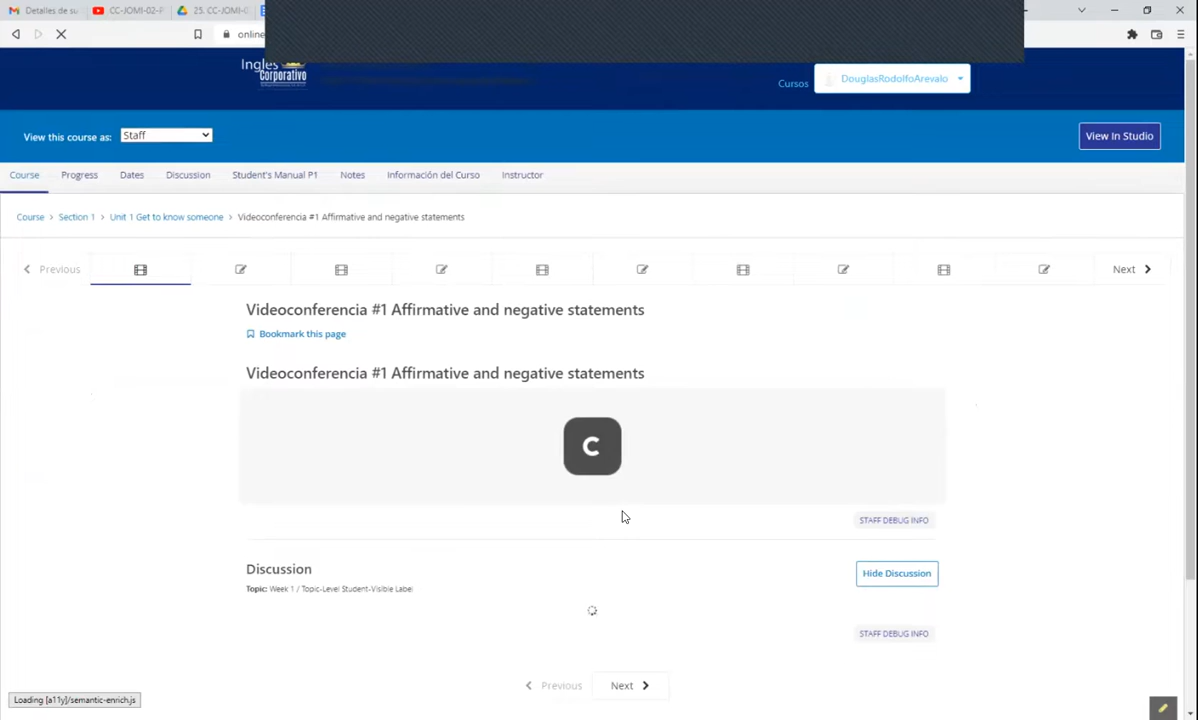 Detalles de su
CC-JOMI-02-P
25. CC-JOMI-0
online
Ingles
Corporativo
Cursos
DouglasRodolfoArevalo
View this course as:
Staff
View In Studio
Course
Progress
Dates
Discussion
Student's Manual P1
Notes
Información del Curso
Instructor
Course > Section 1 > Unit 1 Get to know someone > Videoconferencia #1 Affirmative and negative statements
Previous
Next
Videoconferencia #1 Affirmative and negative statements
Bookmark this page
Videoconferencia #1 Affirmative and negative statements
C
STAFF DEBUG INFO
Discussion
Hide Discussion
Topic: Week 1 / Topic-Level Student-Visible Label
STAFF DEBUG INFO
Previous
Next
Loading [a11y]/semantic-enrich.js